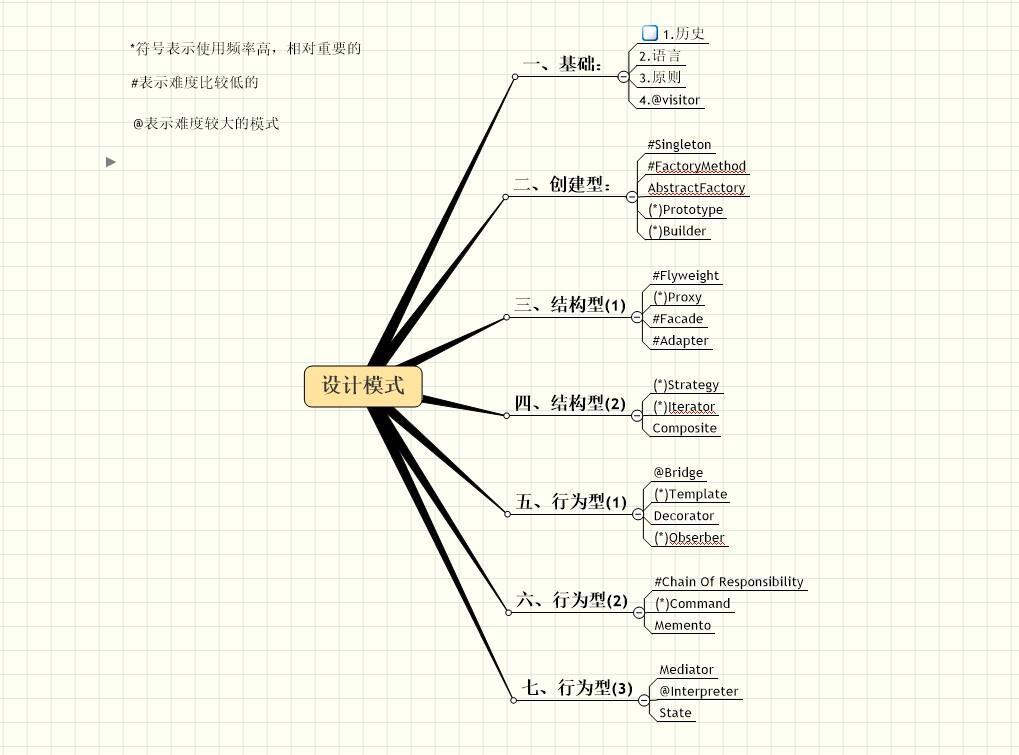 *符号表示使用频率高，相对重要的
#表示难度比较低的
@表示难度较大的模式
设计模式
一、基础：
1.历史
2.语言
3.原则
4.@visitor
二、创建型：
#Singleton
#FactoryMethod
AbstractFactory
(*)Prototype
(*)Builder
三、结构型(1)
#Flyweight
(*)Proxy
#Facade
#Adapter
四、结构型(2)
(*)Strategy
(*)Iterator
Composite
五、行为型(1)
@Bridge
(*)Template
Decorator
(*)Obserber
六、行为型(2)
#Chain Of Responsibility
(*)Command
Memento
七、行为型(3)
Mediator
@Interpreter
State